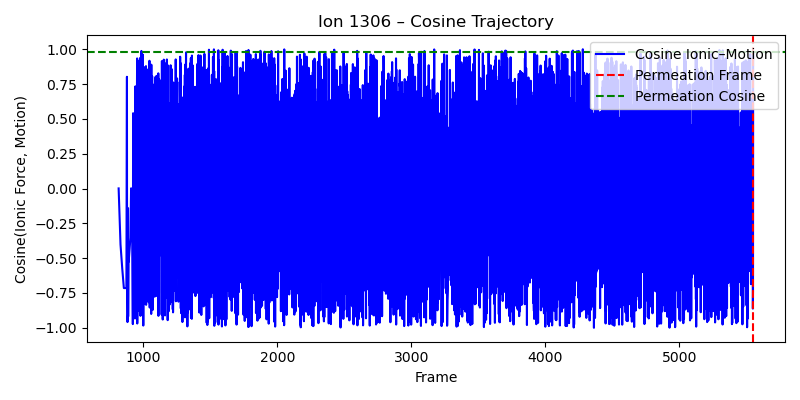 Ion 1306 – Cosine Trajectory
Cosine Ionic–Motion
Permeation Frame
Permeation Cosine
Cosine(Ionic Force, Motion)
1.00
0.75
0.50
0.25
0.00
−0.25
−0.50
−0.75
−1.00
1000
2000
3000
4000
5000
Frame